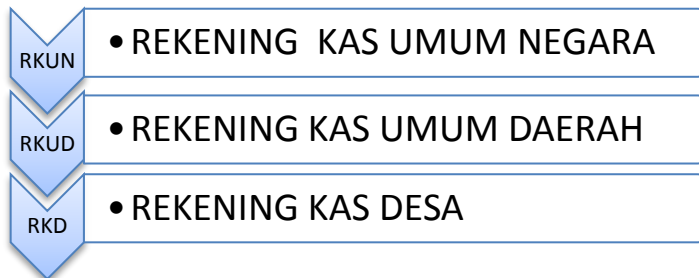 RKUN
• REKENING KAS UMUM NEGARA
RKUD
• REKENING KAS UMUM DAERAH
RKD
• REKENING KAS DESA